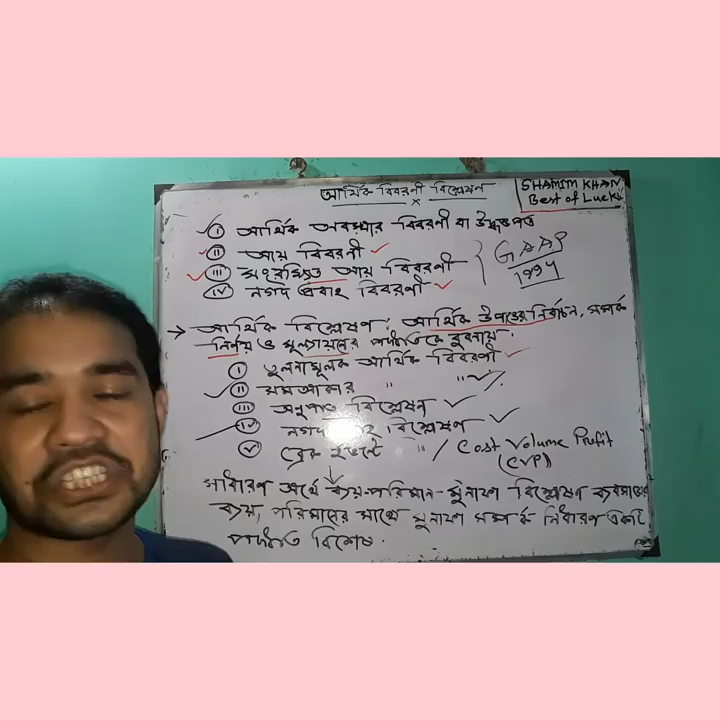 আর্থিক বিবরণী বিশ্লেষণ
SHAMIM KHAN
Best of Luck
I আর্থিক অবস্থার বিবরণী বা উদ্বৃত্তপত্র
II আয় বিবরণী
III সংরক্ষিত আয় বিবরণী
IV নগদ প্রবাহ বিবরণী
GAAP
1994
→ আর্থিক বিশ্লেষণ: আর্থিক উপাত্তের নির্বাচন, সম্পর্ক
নির্ণয় ও মূল্যায়নের পদ্ধতিকে বুঝায়.
I তুলনামূলক আর্থিক বিবরণী
II সমআকার " "
III অনুপাত বিশ্লেষণ
IV নগদ বিশ্লেষণ
V ব্রেক ইভেন্ট " / Cost Volume Profit
(CVP)
সাধারণ অর্থে ব্যয়-পরিমান-মুনাফা বিশ্লেষণ ব্যবসায়ের
ব্যয়, পরিমানের সাথে মুনাফা সম্পর্ক নির্ধারণ একটি
পদ্ধতি বিশেষ.